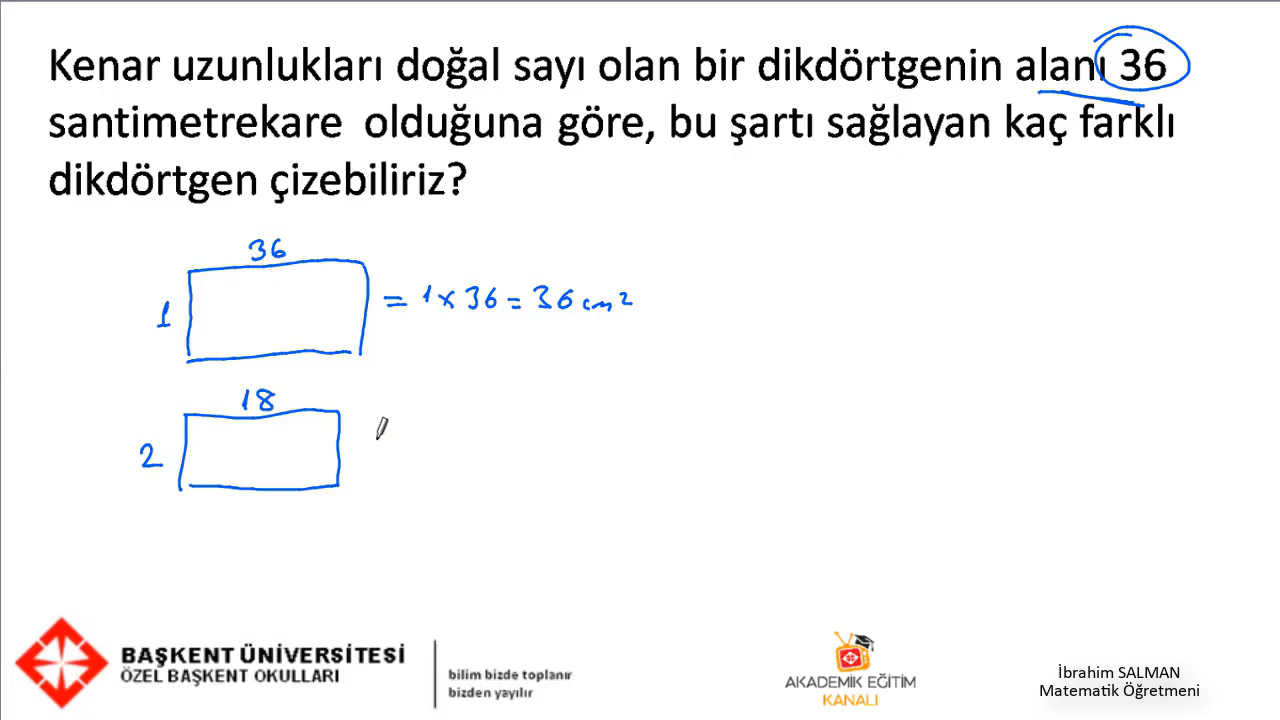 Kenar uzunlukları doğal sayı olan bir dikdörtgenin alanı 36
santimetrekare olduğuna göre, bu şartı sağlayan kaç farklı
dikdörtgen çizebiliriz?
36
1
= 1 x 36 = 36 cm²
18
2
BAŞKENT ÜNİVERSİTESİ
ÖZEL BAŞKENT OKULLARI
bilim bizde toplanır
bizden yayılır
AKADEMİK EĞİTİM
KANALI
İbrahim SALMAN
Matematik Öğretmeni